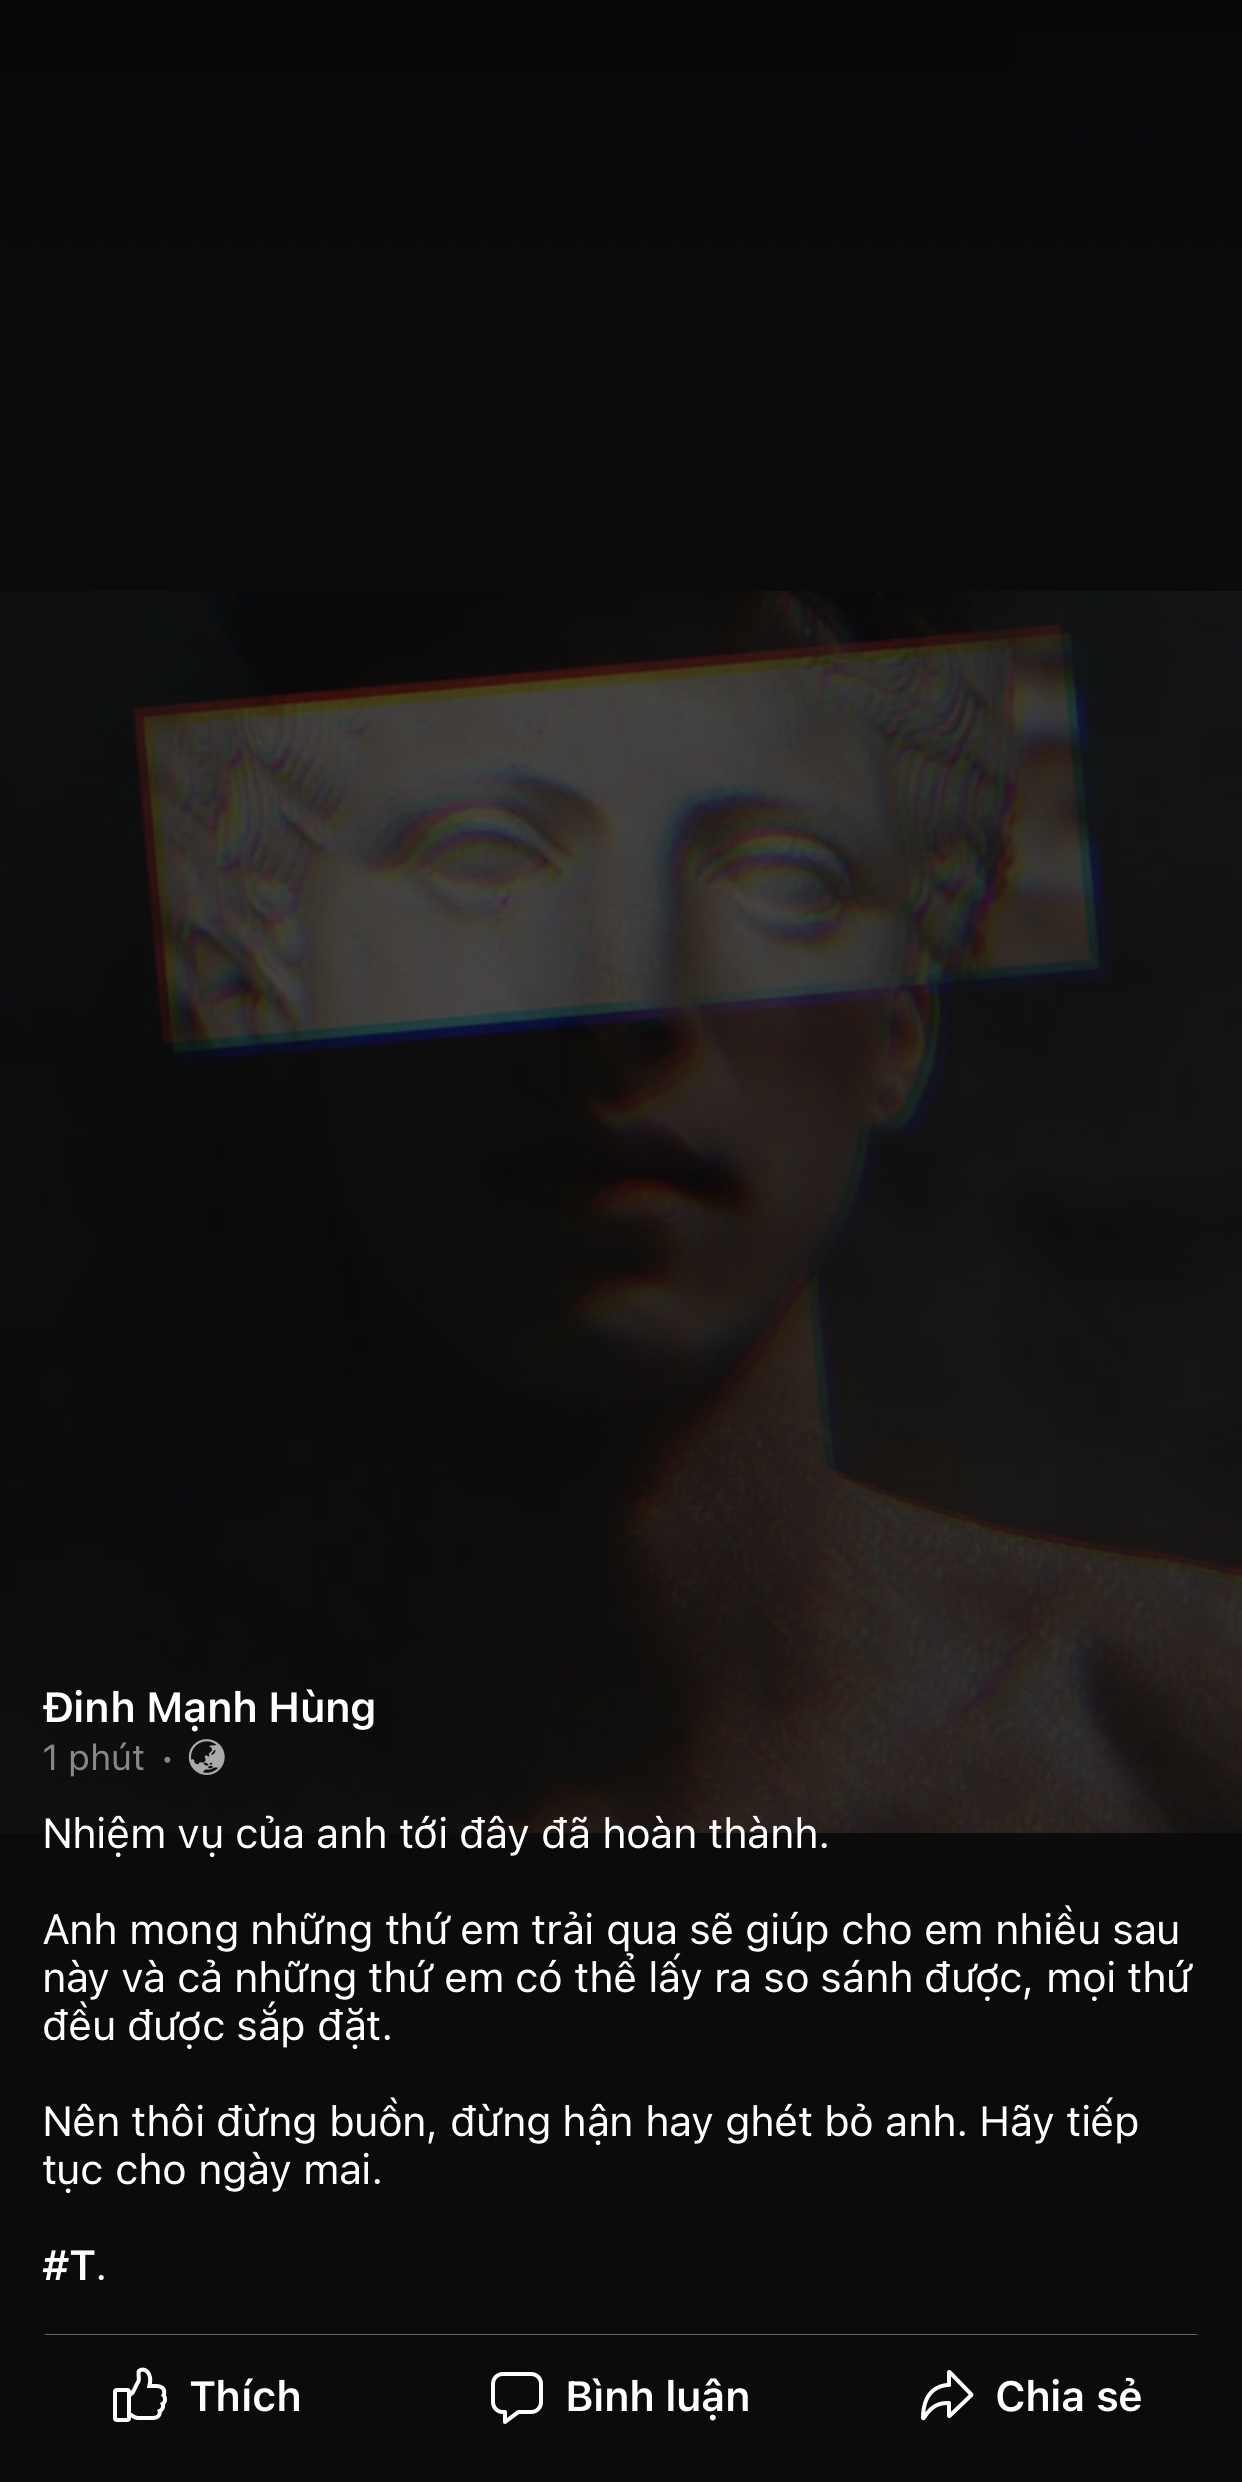 Đinh Mạnh Hùng
1 phút ·
Nhiệm vụ của anh tới đây đã hoàn thành.
Anh mong những thứ em trải qua sẽ giúp cho em nhiều sau
này và cả những thứ em có thể lấy ra so sánh được, mọi thứ
đều được sắp đặt.
Nên thôi đừng buồn, đừng hận hay ghét bỏ anh. Hãy tiếp
tục cho ngày mai.
#T.
Thích
Bình luận
Chia sẻ